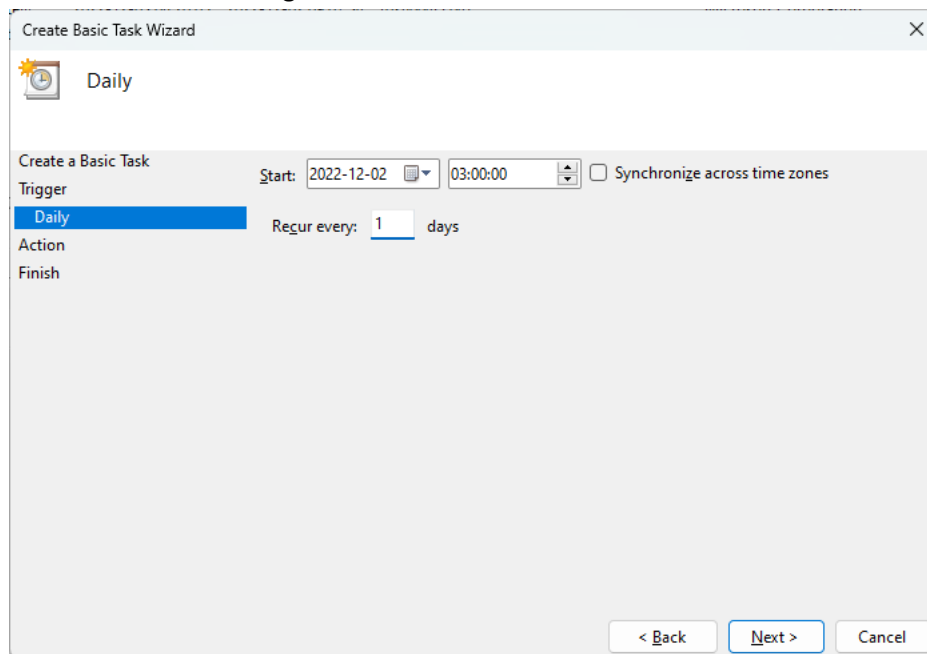 Create Basic Task Wizard
Daily
Create a Basic Task
Trigger
Daily
Action
Finish
Start: 2022-12-02 03:00:00 Synchronize across time zones
Recur every: 1 days
< Back Next > Cancel